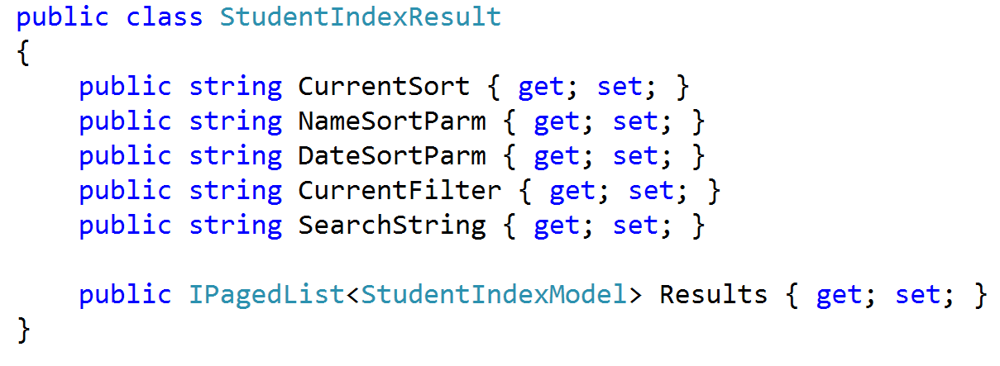 public class StudentIndexResult
{
    public string CurrentSort { get; set; }
    public string NameSortParm { get; set; }
    public string DateSortParm { get; set; }
    public string CurrentFilter { get; set; }
    public string SearchString { get; set; }

    public IPagedList<StudentIndexModel> Results { get; set; }
}